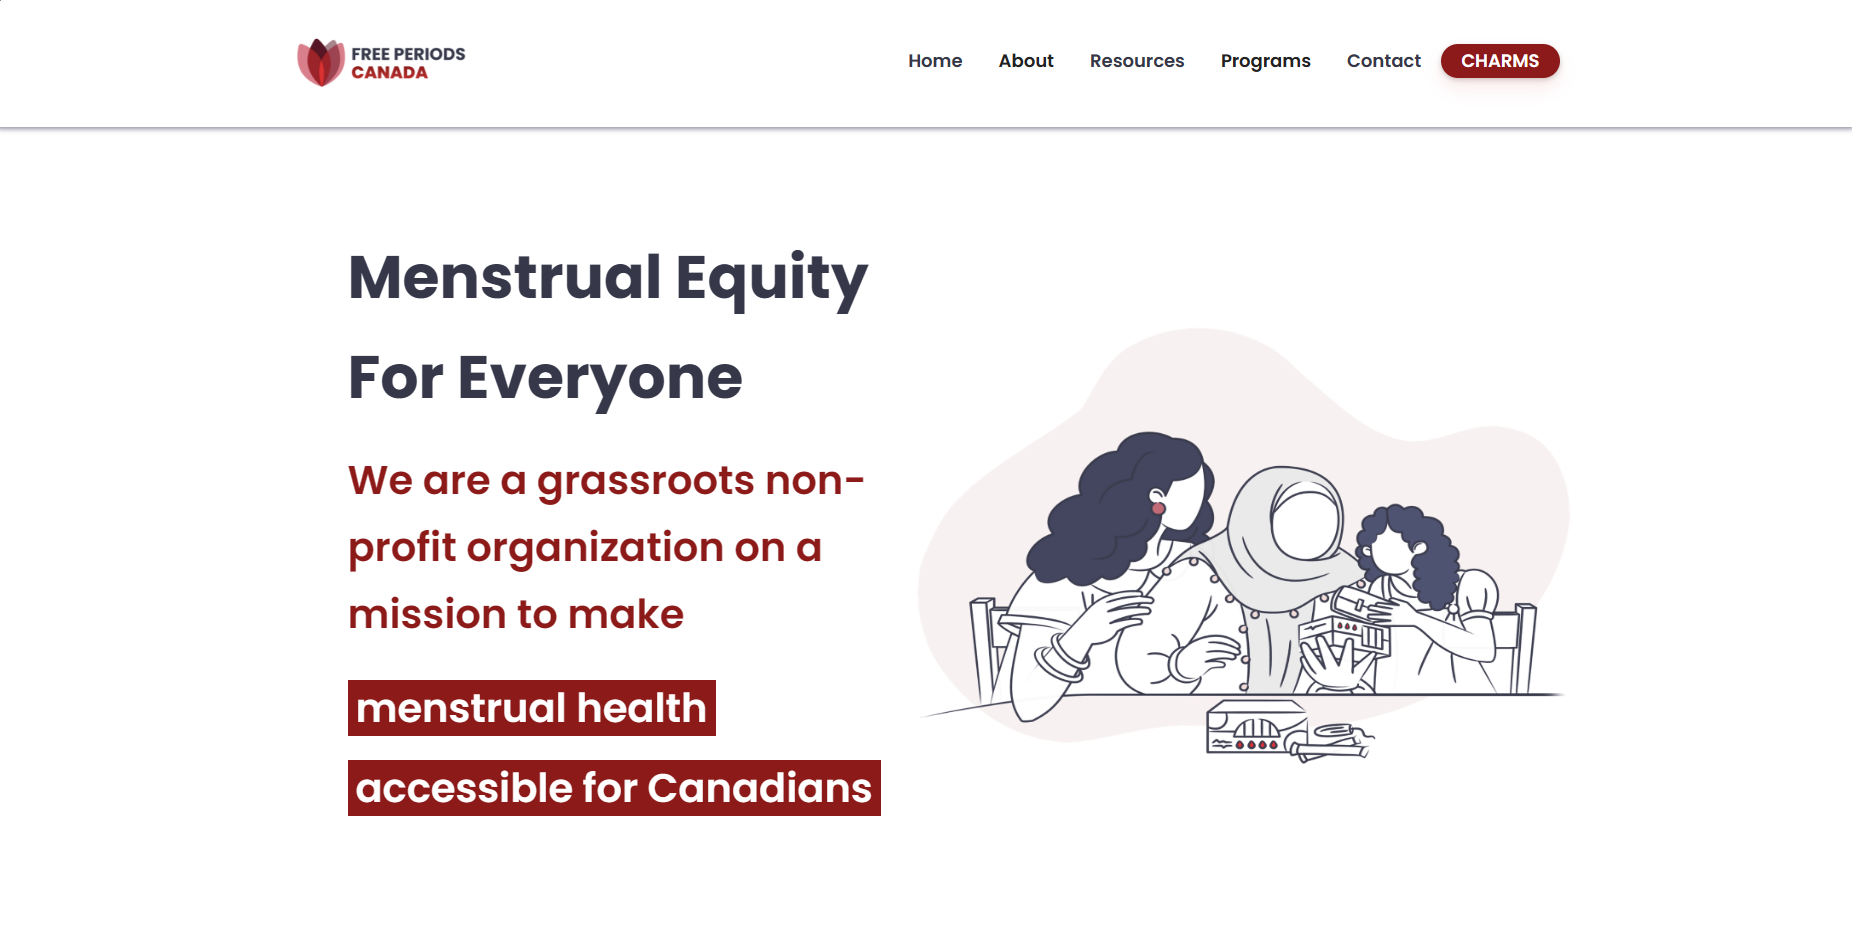 FREE PERIODS
CANADA
Home About Resources Programs Contact CHARMS
Menstrual Equity
For Everyone
We are a grassroots non-
profit organization on a
mission to make
menstrual health
accessible for Canadians